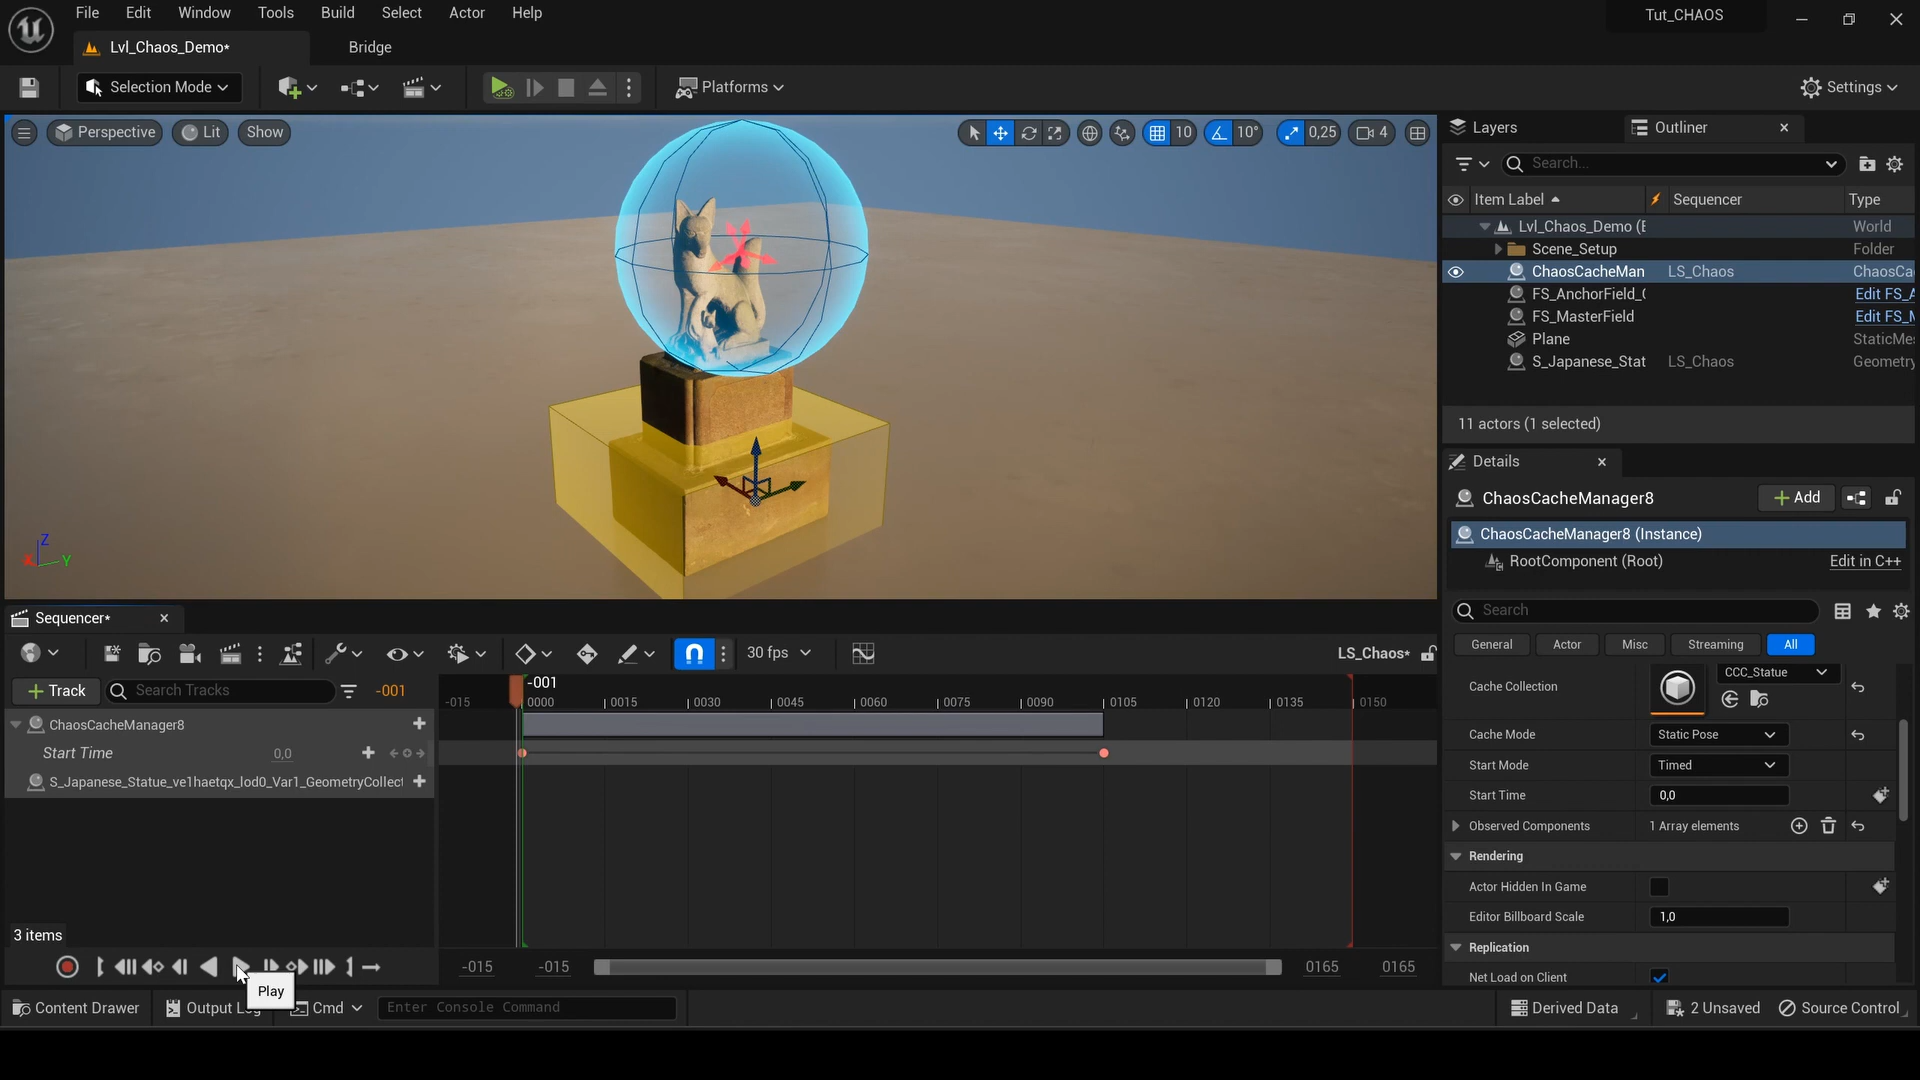 File Edit Window Tools Build Select Actor Help
Tut_CHAOS
Lvl_Chaos_Demo*
Bridge
Selection Mode
Platforms
Settings
Perspective
Lit
Show
10
10°
0,25
4
Z
Y
Layers
Outliner
Search...
Item Label
Sequencer
Type
Lvl_Chaos_Demo (E
World
Scene_Setup
Folder
ChaosCacheMan
LS_Chaos
ChaosCa
FS_AnchorField_(
Edit FS_A
FS_MasterField
Edit FS_M
Plane
StaticMes
S_Japanese_Stat
LS_Chaos
Geometry
11 actors (1 selected)
Details
ChaosCacheManager8
Add
ChaosCacheManager8 (Instance)
RootComponent (Root)
Edit in C++
Search
General
Actor
Misc
Streaming
All
Cache Collection
CCC_Statue
Cache Mode
Static Pose
Start Mode
Timed
Start Time
0,0
Observed Components
1 Array elements
Rendering
Actor Hidden In Game
Editor Billboard Scale
1,0
Replication
Net Load on Client
Sequencer*
30 fps
LS_Chaos*
Track
Search Tracks
-001
-001
-015 0000 0015 0030 0045 0060 0075 0090 0105 0120 0135 0150
ChaosCacheManager8
Start Time
0,0
S_Japanese_Statue_ve1haetqx_lod0_Var1_GeometryCollect
3 items
-015
-015
0165
0165
Play
Content Drawer
Output Log
Cmd
Enter Console Command
Derived Data
2 Unsaved
Source Control